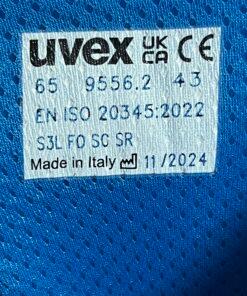 uvex UK CA CE
65 9556.2 43
EN ISO 20345:2022
S3L FO SC SR
Made in Italy 11/2024